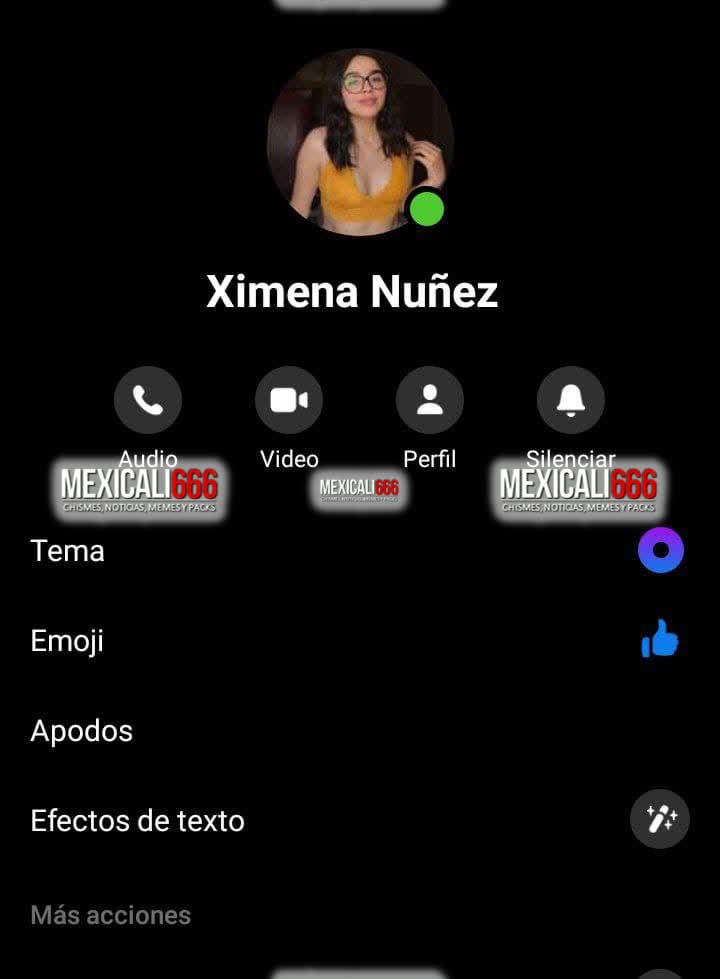 Ximena Nuñez
Audio
Video
Perfil
Silenciar
MEXICALI666
CHISMES, NOTICIAS, MEMES Y PACKS
MEXICALI666
CHISMES, NOTICIAS, MEMES Y PACKS
MEXICALI666
CHISMES, NOTICIAS, MEMES Y PACKS
Tema
Emoji
Apodos
Efectos de texto
Más acciones